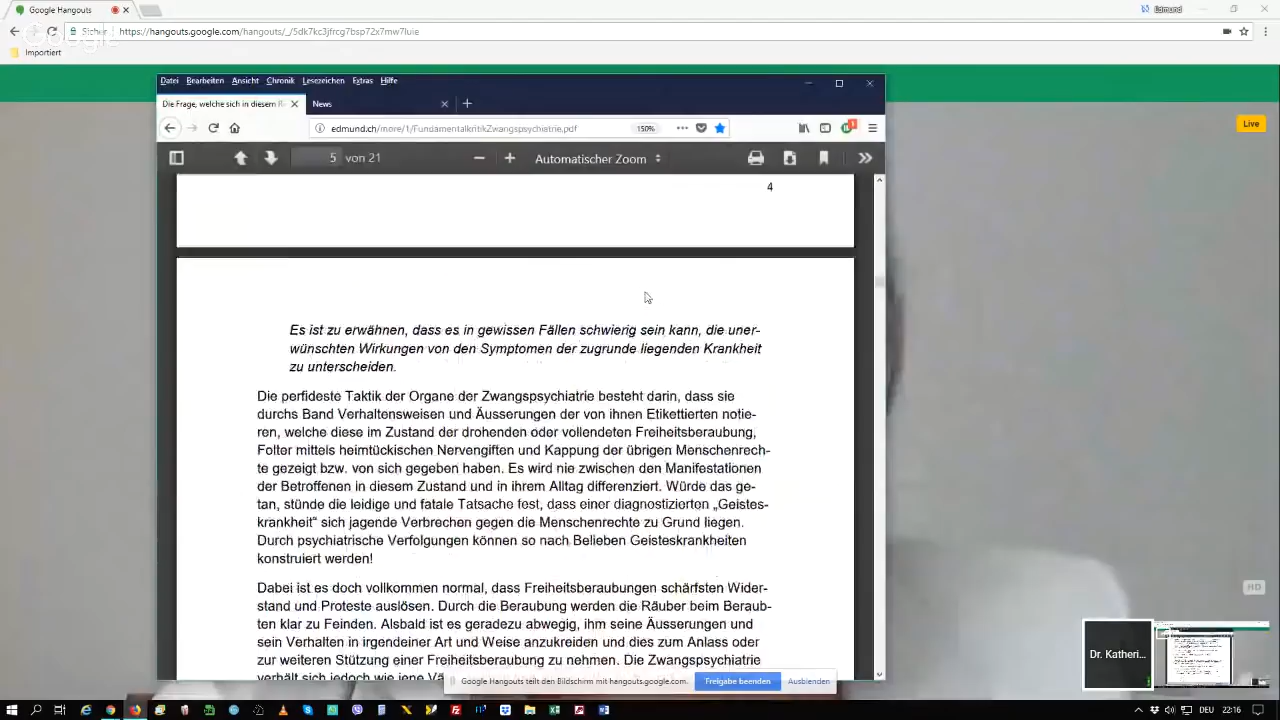 Google Hangouts
Edmund
Sicher
https://hangouts.google.com/hangouts/_/5dk7kc3jfrcg7bsp72x7mw7luie
Importiert
Datei Bearbeiten Ansicht Chronik Lesezeichen Extras Hilfe
Die Frage, welche sich in diesem R
News
Live
edmund.ch/more/1/FundamentalkritikZwangspsychiatrie.pdf
150%
5 von 21
Automatischer Zoom
4
Es ist zu erwähnen, dass es in gewissen Fällen schwierig sein kann, die uner-
wünschten Wirkungen von den Symptomen der zugrunde liegenden Krankheit
zu unterscheiden.
Die perfideste Taktik der Organe der Zwangspsychiatrie besteht darin, dass sie
durchs Band Verhaltensweisen und Äusserungen der von ihnen Etikettierten notie-
ren, welche diese im Zustand der drohenden oder vollendeten Freiheitsberaubung,
Folter mittels heimtückischen Nervengiften und Kappung der übrigen Menschenrech-
te gezeigt bzw. von sich gegeben haben. Es wird nie zwischen den Manifestationen
der Betroffenen in diesem Zustand und in ihrem Alltag differenziert. Würde das ge-
tan, stünde die leidige und fatale Tatsache fest, dass einer diagnostizierten „Geistes-
krankheit“ sich jagende Verbrechen gegen die Menschenrechte zu Grund liegen.
Durch psychiatrische Verfolgungen können so nach Belieben Geisteskrankheiten
konstruiert werden!
Dabei ist es doch vollkommen normal, dass Freiheitsberaubungen schärfsten Wider-
stand und Proteste auslösen. Durch die Beraubung werden die Räuber beim Beraub-
ten klar zu Feinden. Alsbald ist es geradezu abwegig, ihm seine Äusserungen und
sein Verhalten in irgendeiner Art und Weise anzukreiden und dies zum Anlass oder
zur weiteren Stützung einer Freiheitsberaubung zu nehmen. Die Zwangspsychiatrie
verhält sich jedoch wie jene
HD
Dr. Katheri...
Google Hangouts teilt den Bildschirm mit hangouts.google.com.
Freigabe beenden
Ausblenden
DEU
22:16